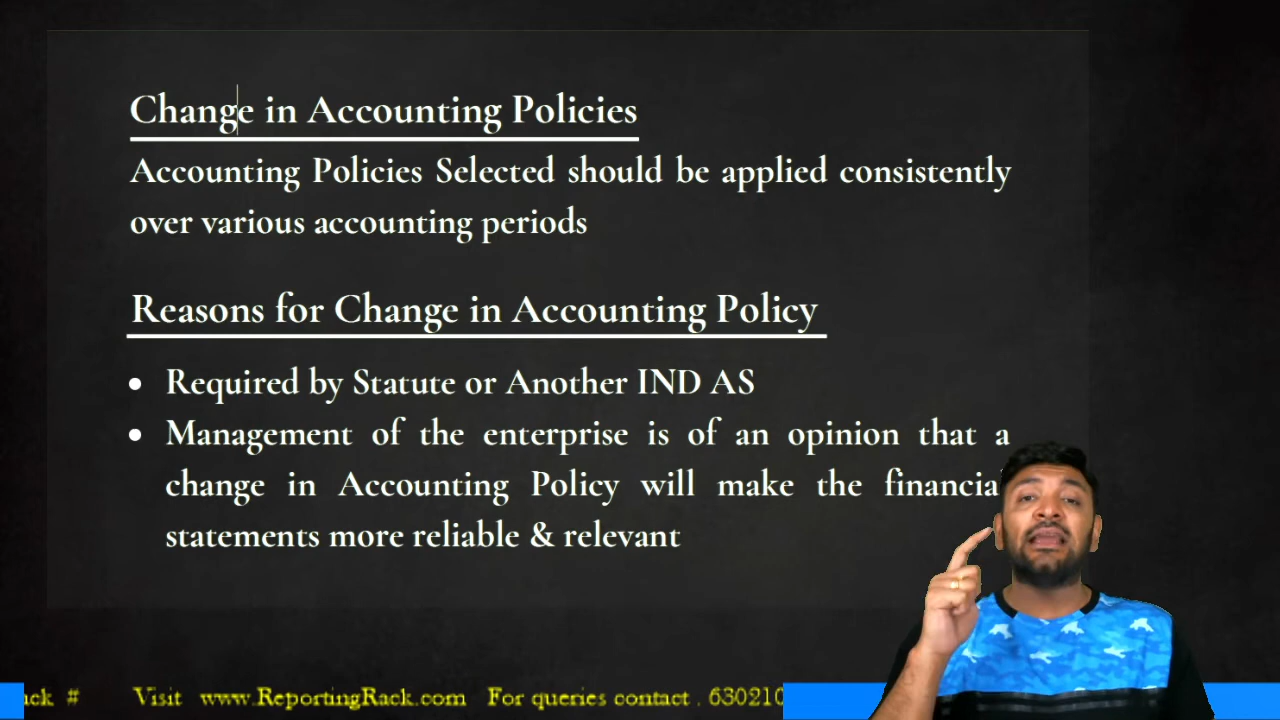 Change in Accounting Policies
Accounting Policies Selected should be applied consistently
over various accounting periods
Reasons for Change in Accounting Policy
• Required by Statute or Another IND AS
• Management of the enterprise is of an opinion that a
change in Accounting Policy will make the financial
statements more reliable & relevant
# Visit www.ReportingRack.com For queries contact . 630210